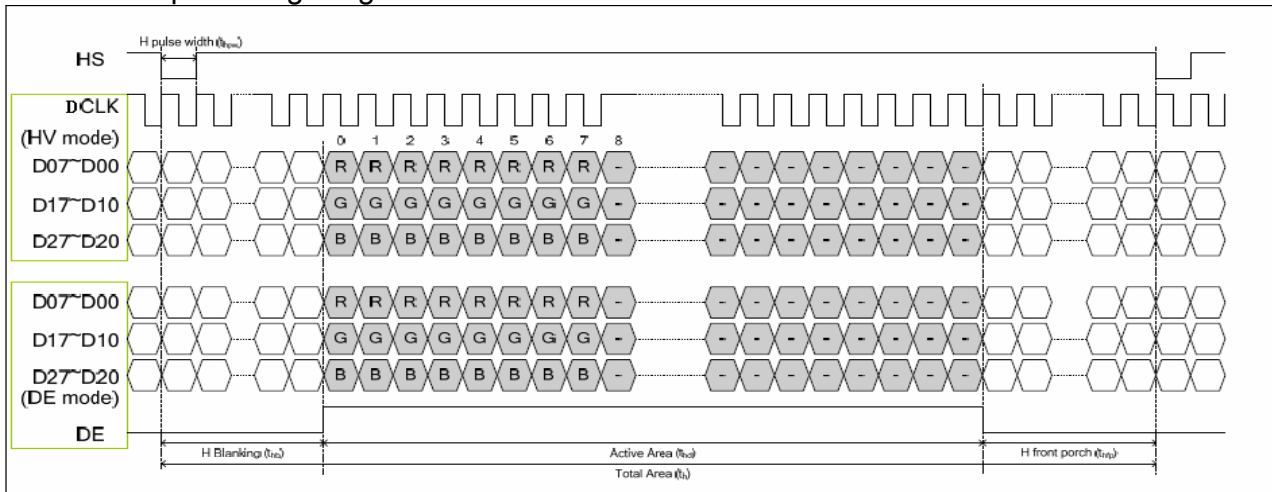 H pulse width (thpw)
HS
DCLK
(HV mode)
0 1 2 3 4 5 6 7 8
D07~D00 R R R R R R R R - - - - - - - - -
D17~D10 G G G G G G G G - - - - - - - - -
D27~D20 B B B B B B B B - - - - - - - - -
D07~D00 R R R R R R R R - - - - - - - - -
D17~D10 G G G G G G G G - - - - - - - - -
D27~D20 B B B B B B B B - - - - - - - - -
(DE mode)
DE
H Blanking Active Area (thd) H front porch (thfp)
Total Area (th)